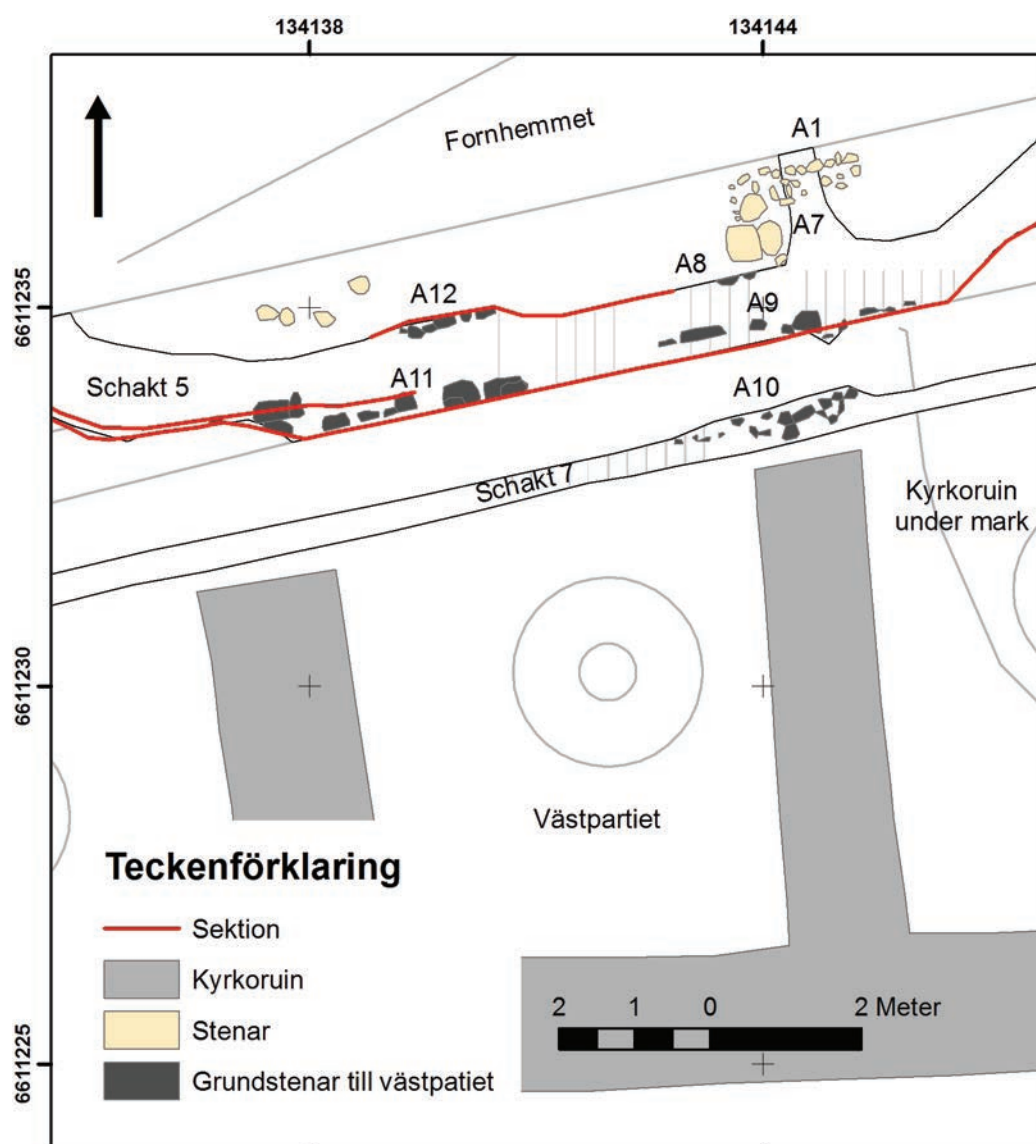 134138
134144
Fornhemmet
A1
A7
A8
6611235
A12
A9
Schakt 5
A11
A10
Schakt 7
Kyrkoruin
under mark
6611230
Västpartiet
Teckenförklaring
Sektion
Kyrkoruin
Stenar
Grundstenar till västpatiet
2 1 0 2 Meter
6611225